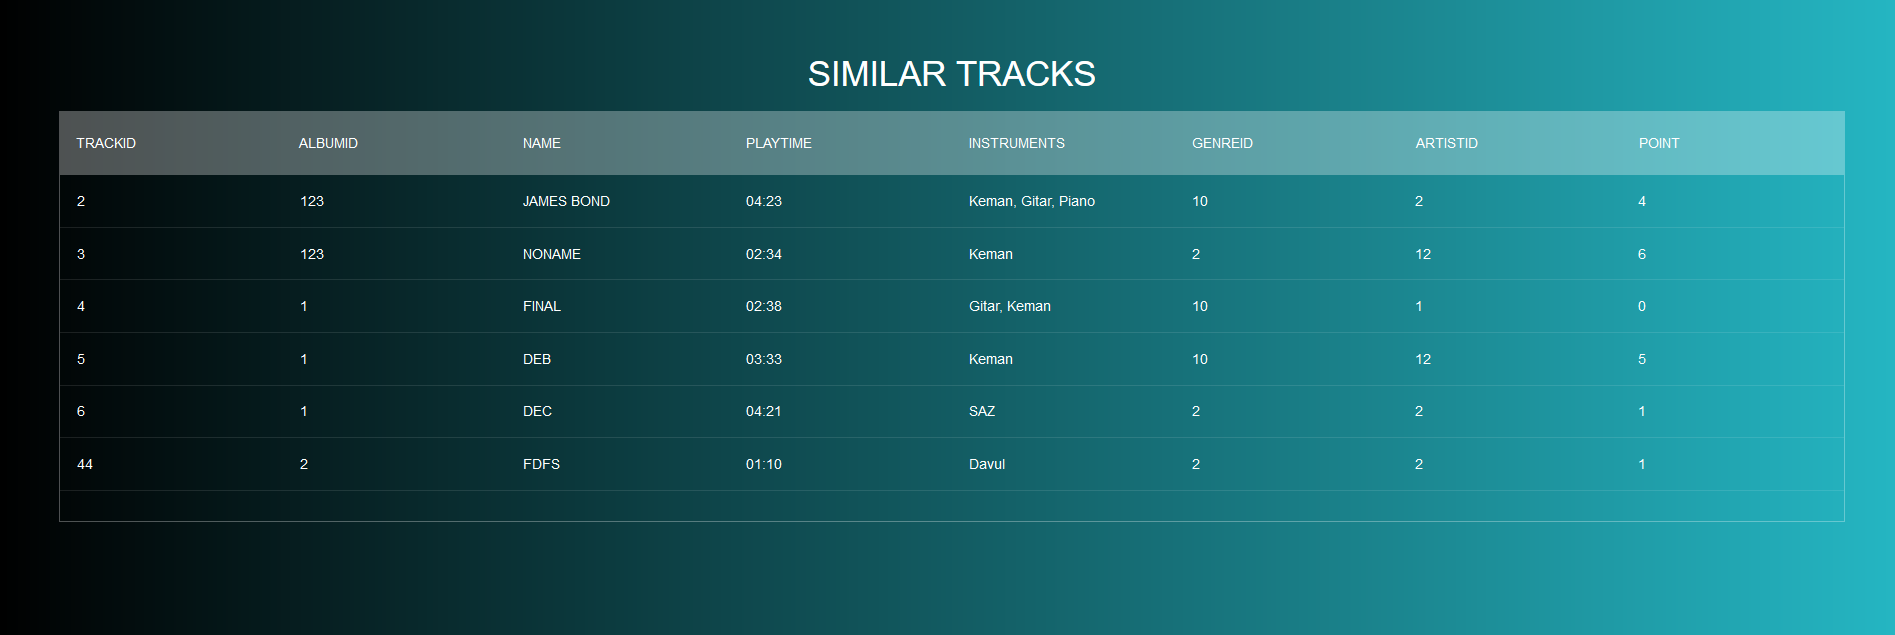 SIMILAR TRACKS
TRACKID ALBUMID NAME PLAYTIME INSTRUMENTS GENREID ARTISTID POINT
2 123 JAMES BOND 04:23 Keman, Gitar, Piano 10 2 4
3 123 NONAME 02:34 Keman 2 12 6
4 1 FINAL 02:38 Gitar, Keman 10 1 0
5 1 DEB 03:33 Keman 10 12 5
6 1 DEC 04:21 SAZ 2 2 1
44 2 FDFS 01:10 Davul 2 2 1